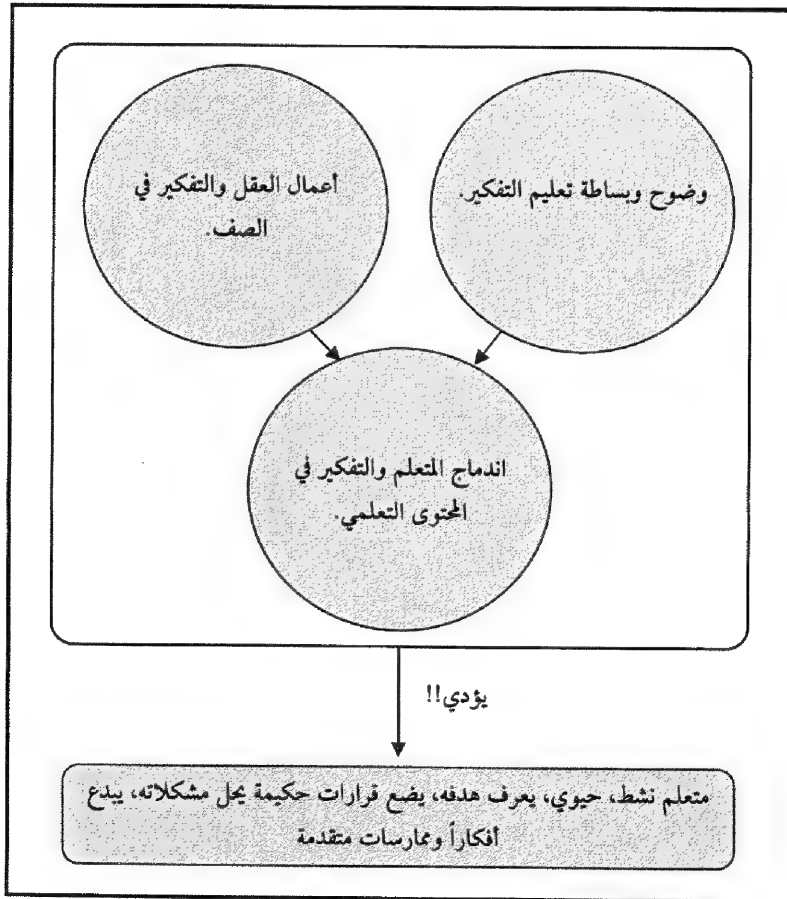 وضوح وبساطة تعليم التفكير.
أعمال العقل والتفكير في
الصف.
اندماج المتعلم والتفكير في
المحتوى التعلمي.
يؤدي!!
متعلم نشط، حيوي، يعرف هدفه، يضع قرارات حكيمة يحل مشكلاته، يبدع
أفكاراً وممارسات متقدمة